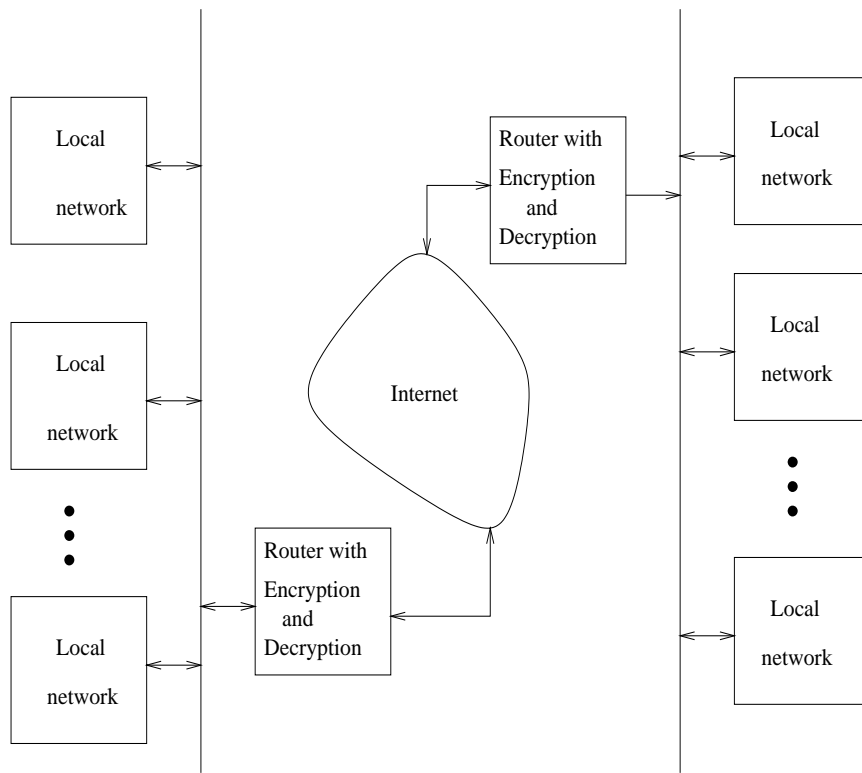 Local
network
Local
network
Local
network
Router with
Encryption
and
Decryption
Internet
Router with
Encryption
and
Decryption
Local
network
Local
network
Local
network